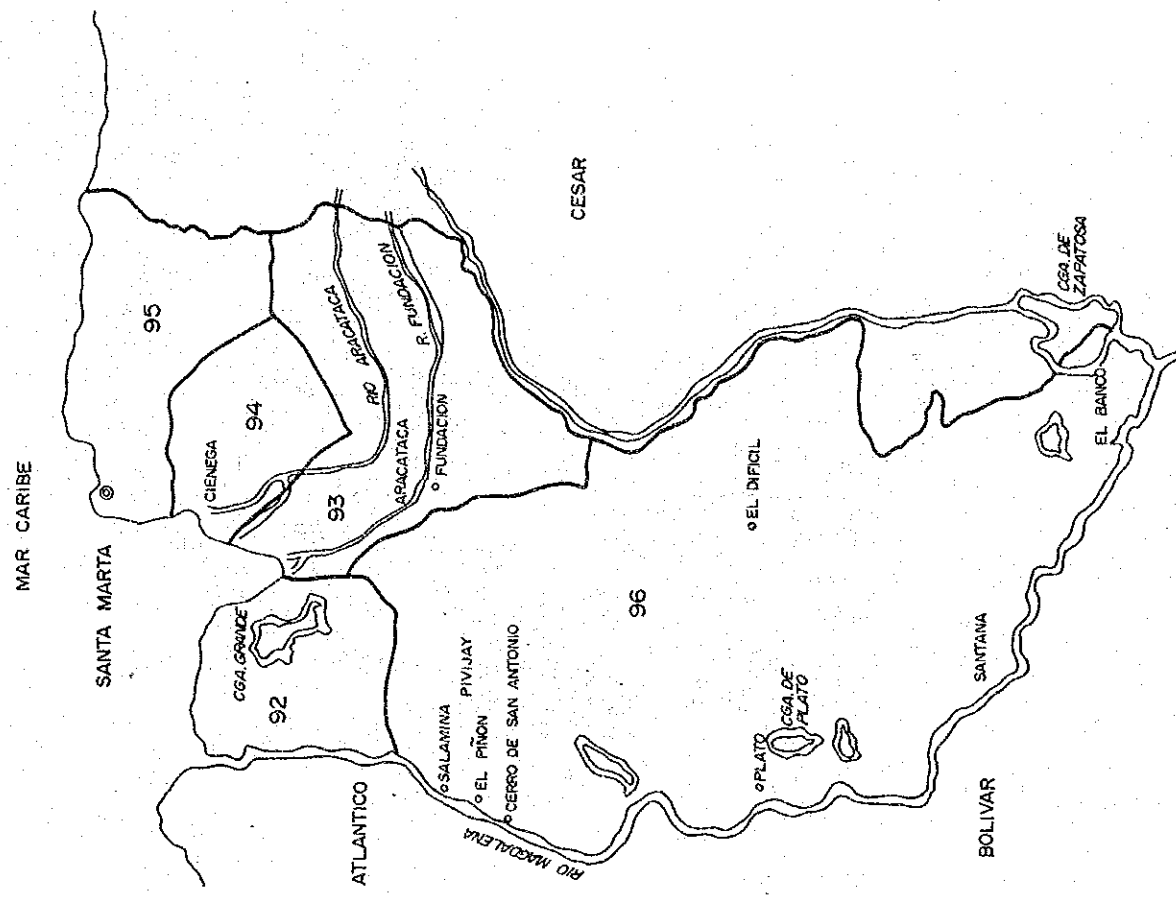 MAR CARIBE
SANTA MARTA
95
CIENEGA
94
CGA. GRANDE
92
93
RIO ARACATACA
R. FUNDACION
ARACATACA
FUNDACION
ATLANTICO
SALAMINA
PIVIJAY
EL PIÑON
CERRO DE SAN ANTONIO
RIO MAGDALENA
CESAR
96
EL DIFICIL
PLATO
CGA. DE
PLATO
SANTANA
BOLIVAR
CGA. DE
ZAPATOSA
EL BANCO